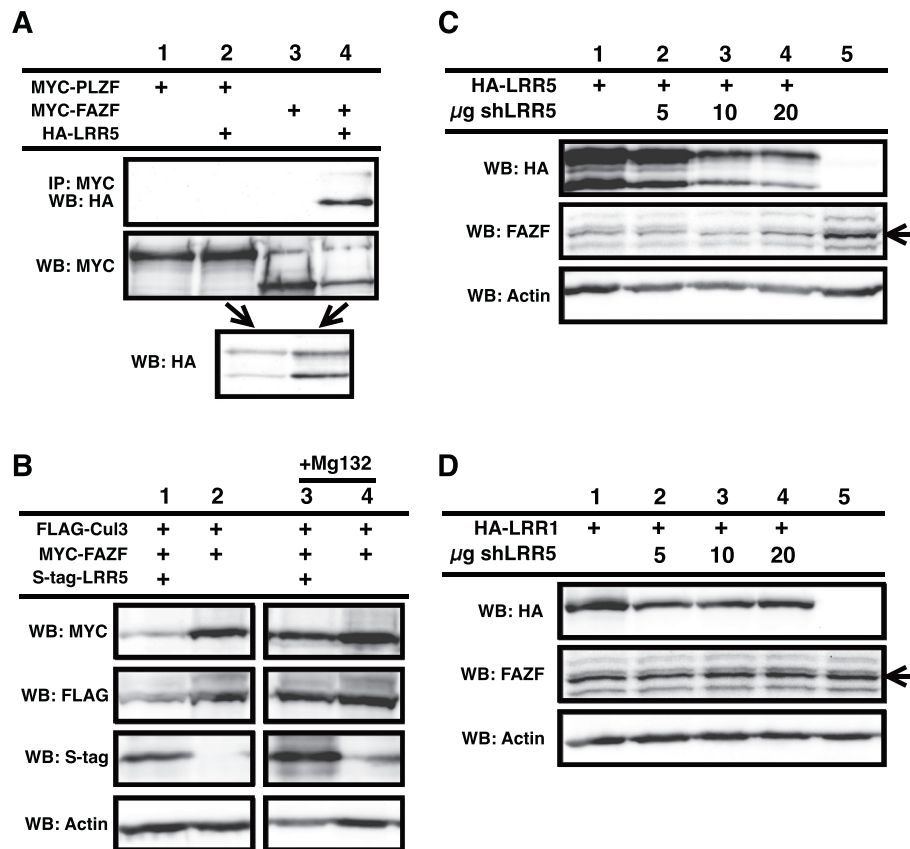 A
1 2 3 4
MYC-PLZF + +
MYC-FAZF + +
HA-LRR5 + +
IP: MYC
WB: HA
WB: MYC
WB: HA
B
+Mg132
1 2 3 4
FLAG-Cul3 + + + +
MYC-FAZF + + + +
S-tag-LRR5 + +
WB: MYC
WB: FLAG
WB: S-tag
WB: Actin
C
1 2 3 4 5
HA-LRR5 + + + +
µg shLRR5 5 10 20
WB: HA
WB: FAZF
WB: Actin
D
1 2 3 4 5
HA-LRR1 + + + +
µg shLRR5 5 10 20
WB: HA
WB: FAZF
WB: Actin